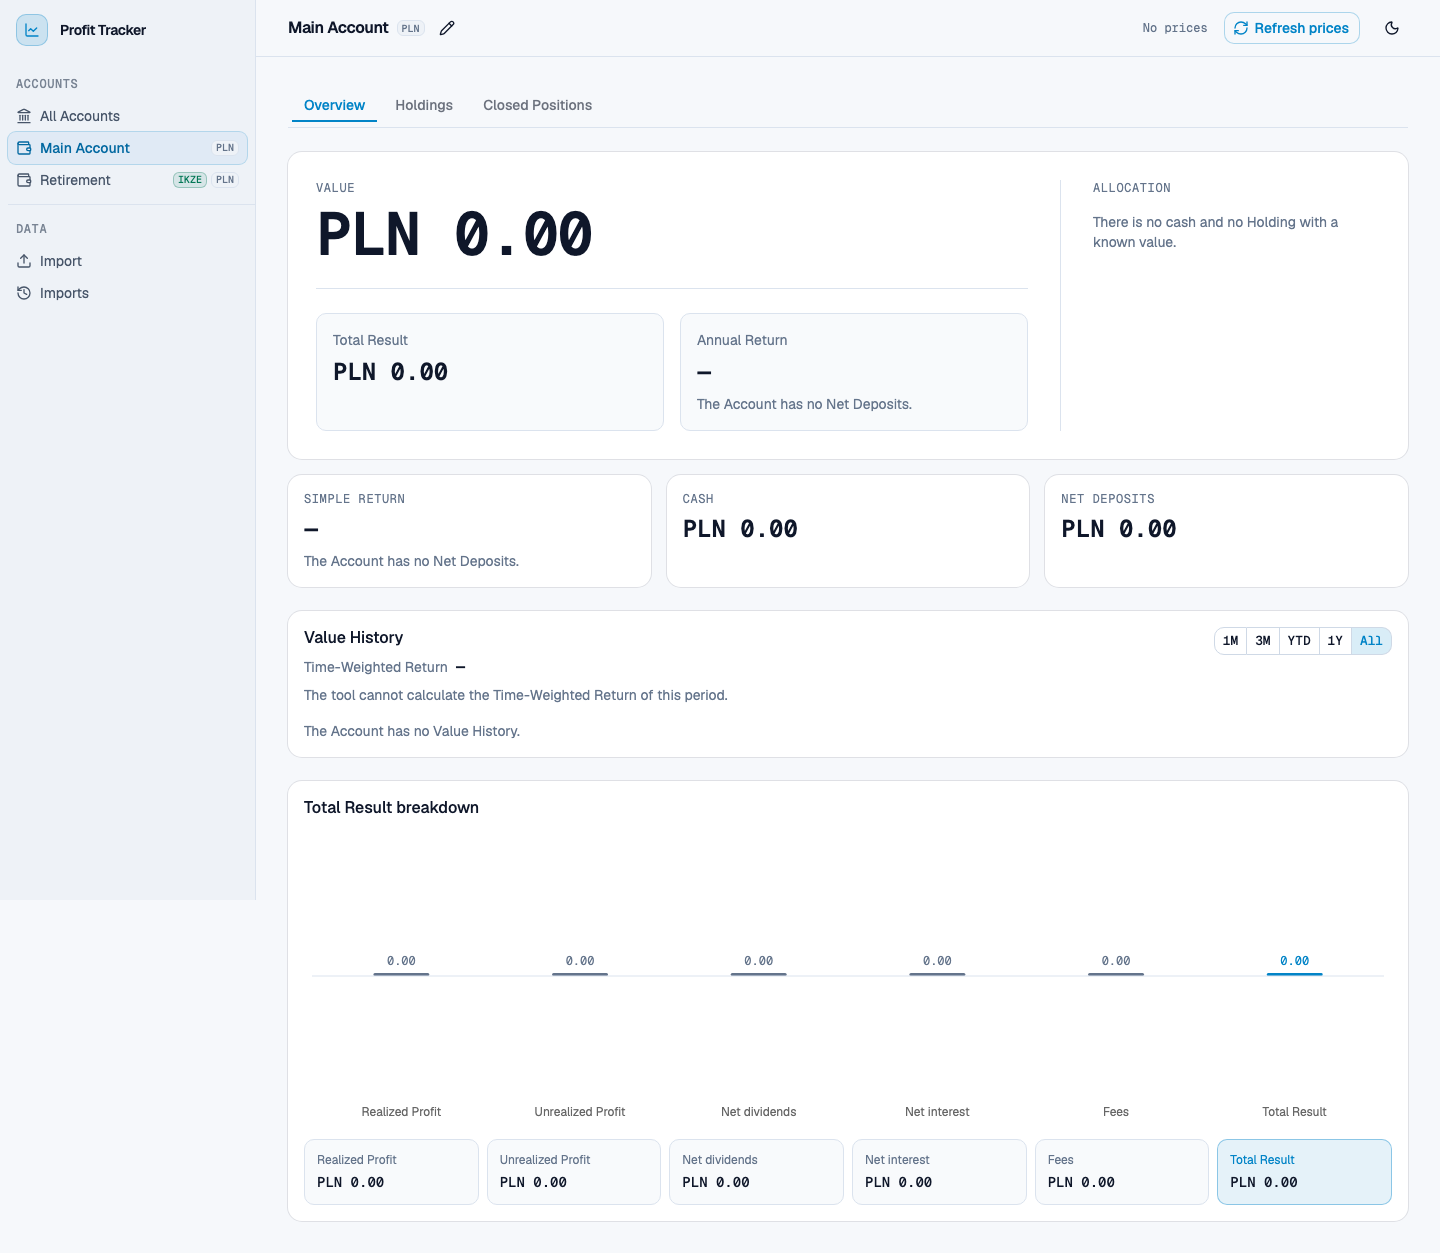 Profit Tracker
ACCOUNTS
All Accounts
Main Account PLN
Retirement IKZE PLN
DATA
Import
Imports
Main Account PLN
No prices
Refresh prices
Overview Holdings Closed Positions
VALUE
PLN 0.00
Total Result
PLN 0.00
Annual Return
—
The Account has no Net Deposits.
ALLOCATION
There is no cash and no Holding with a
known value.
SIMPLE RETURN
—
The Account has no Net Deposits.
CASH
PLN 0.00
NET DEPOSITS
PLN 0.00
Value History
1M 3M YTD 1Y All
Time-Weighted Return —
The tool cannot calculate the Time-Weighted Return of this period.
The Account has no Value History.
Total Result breakdown
0.00 0.00 0.00 0.00 0.00 0.00
Realized Profit Unrealized Profit Net dividends Net interest Fees Total Result
Realized Profit
PLN 0.00
Unrealized Profit
PLN 0.00
Net dividends
PLN 0.00
Net interest
PLN 0.00
Fees
PLN 0.00
Total Result
PLN 0.00